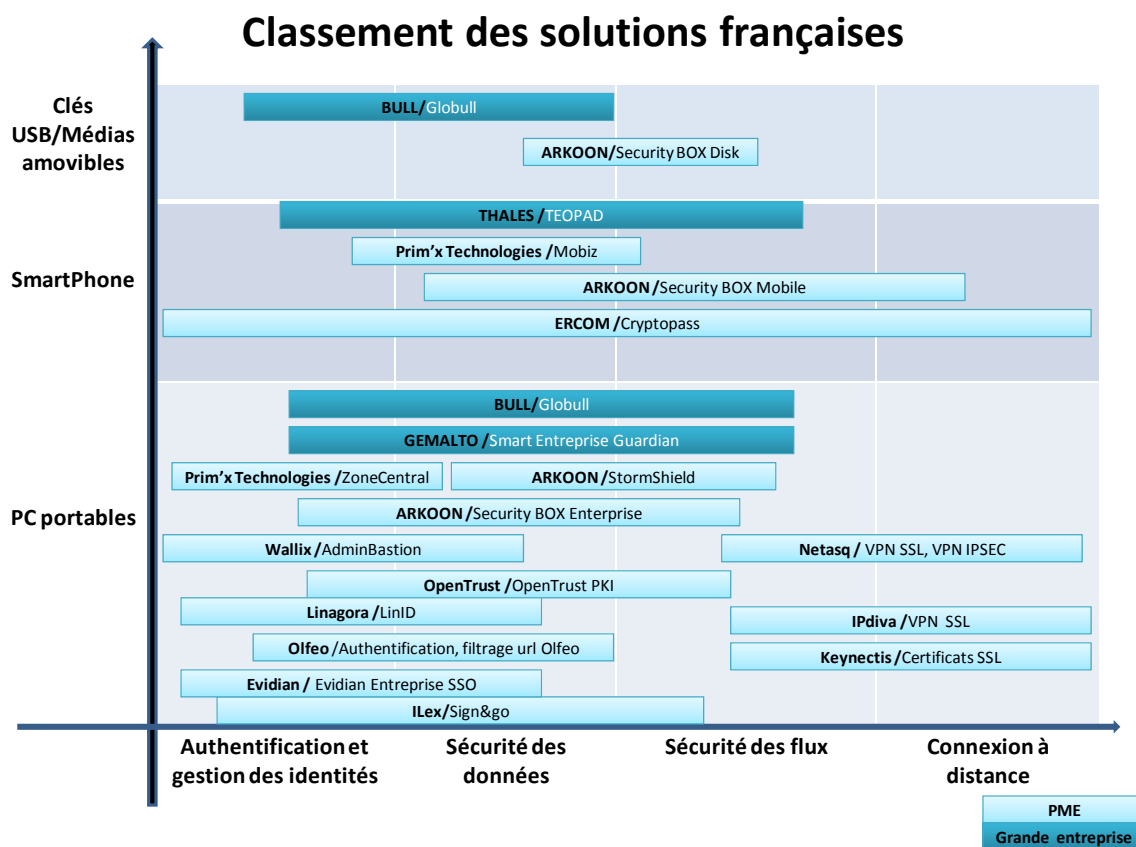 Classement des solutions françaises
Clés
USB/Médias
amovibles
BULL/Globull
ARKOON/Security BOX Disk
SmartPhone
THALES /TEOPAD
Prim'x Technologies /Mobiz
ARKOON/Security BOX Mobile
ERCOM /Cryptopass
PC portables
BULL/Globull
GEMALTO /Smart Entreprise Guardian
Prim'x Technologies /ZoneCentral
ARKOON/StormShield
ARKOON /Security BOX Enterprise
Wallix /AdminBastion
Netasq / VPN SSL, VPN IPSEC
OpenTrust /OpenTrust PKI
Linagora /LinID
IPdiva /VPN SSL
Olfeo /Authentification, filtrage url Olfeo
Keynectis /Certificats SSL
Evidian / Evidian Entreprise SSO
ILex/Sign&go
Authentification et
gestion des identités
Sécurité des
données
Sécurité des flux
Connexion à
distance
PME
Grande entreprise